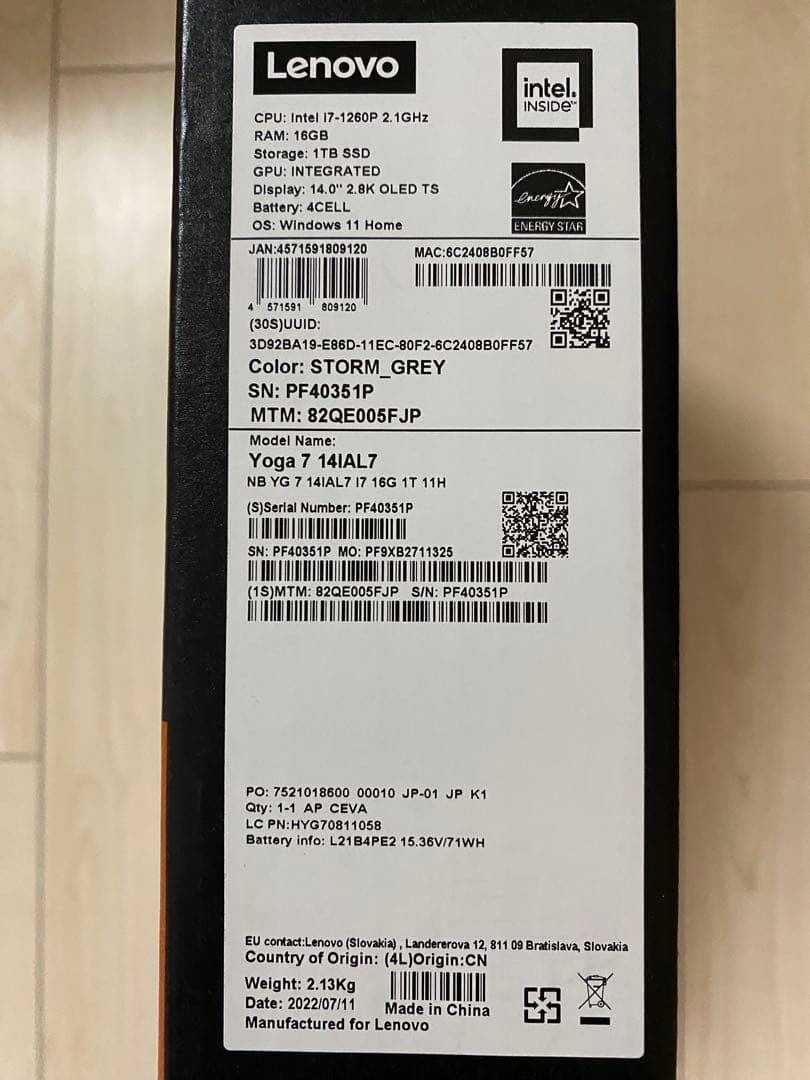 Lenovo
intel.
INSIDE™
CPU: Intel I7-1260P 2.1GHz
RAM: 16GB
Storage: 1TB SSD
GPU: INTEGRATED
Display: 14.0'' 2.8K OLED TS
Battery: 4CELL
OS: Windows 11 Home
energy
ENERGY STAR
JAN:4571591809120
MAC:6C2408B0FF57
4 571591 809120
(30S)UUID:
3D92BA19-E86D-11EC-80F2-6C2408B0FF57
Color: STORM_GREY
SN: PF40351P
MTM: 82QE005FJP
Model Name:
Yoga 7 14IAL7
NB YG 7 14IAL7 I7 16G 1T 11H
(S)Serial Number: PF40351P
SN: PF40351P MO: PF9XB2711325
(1S)MTM: 82QE005FJP S/N: PF40351P
PO: 7521018600 00010 JP-01 JP K1
Qty: 1-1 AP CEVA
LC PN:HYG70811058
Battery info: L21B4PE2 15.36V/71WH
EU contact:Lenovo (Slovakia) , Landererova 12, 811 09 Bratislava, Slovakia
Country of Origin: (4L)Origin:CN
Weight: 2.13Kg
Date: 2022/07/11
Made in China
Manufactured for Lenovo